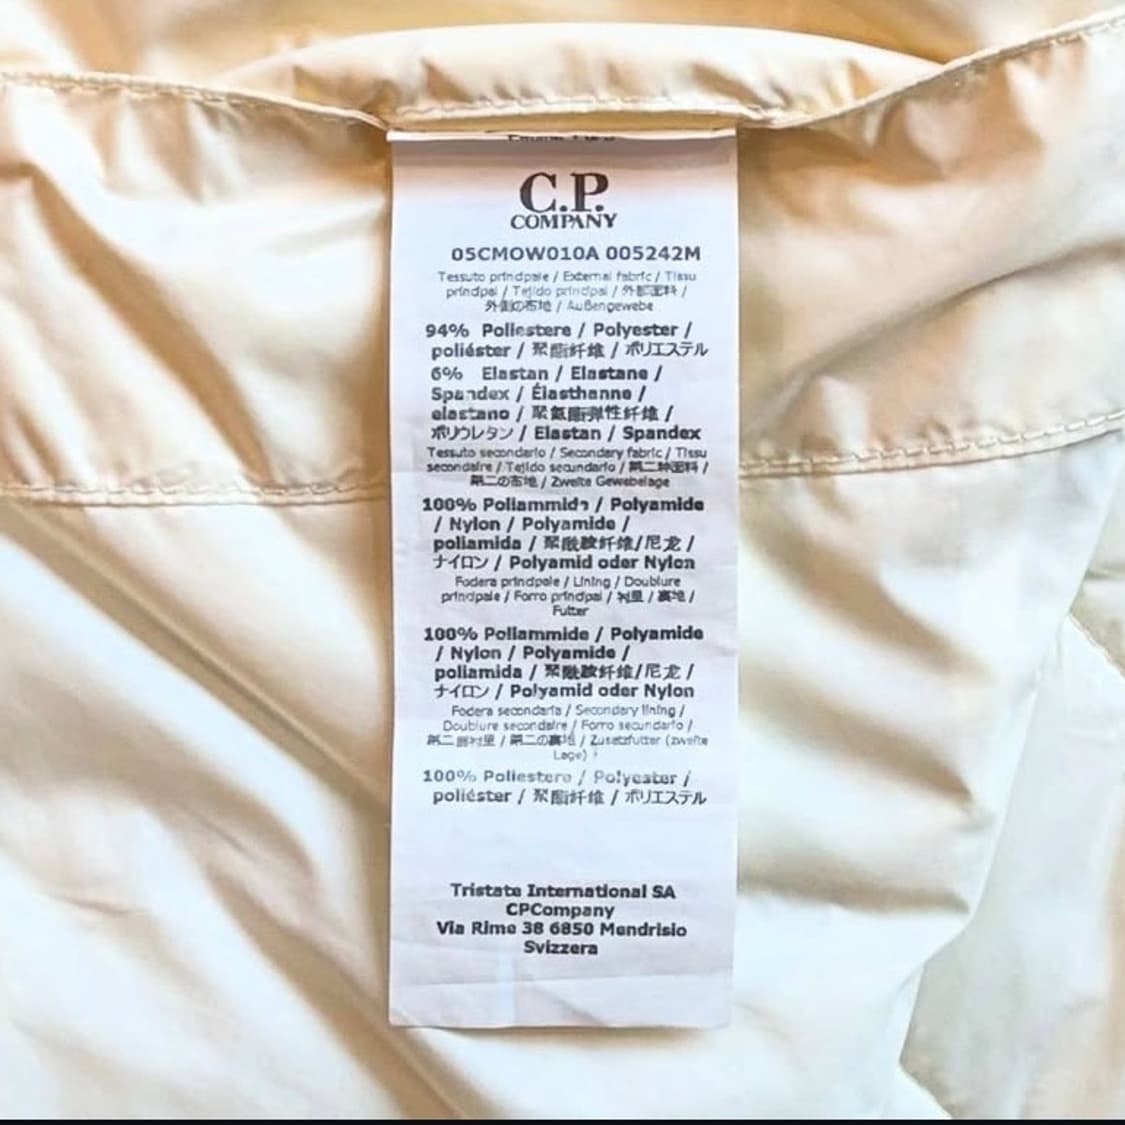 C.P.
COMPANY
05CMOW010A 005242M
Tessuto principale / External fabric / Tissu
principal / Tejido principal / 外部面料 /
外側の布地 / Außengewebe
94% Poliestere / Polyester /
poliéster / 聚酯纤维 / ポリエステル
6% Elastan / Elastane /
Spandex / Élasthanne /
elastano / 聚氨酯弹性纤维 /
ポリウレタン / Elastan / Spandex
Tessuto secondario / Secondary fabric / Tissu
secondaire / Tejido secundario / 第二种面料 /
第二の布地 / Zweite Gewebelage
100% Poliammide / Polyamide
/ Nylon / Polyamide /
poliamida / 聚酰胺纤维/尼龙 /
ナイロン / Polyamid oder Nylon
Fodera principale / Lining / Doublure
principale / Forro principal / 衬里 / 裏地 /
Futter
100% Poliammide / Polyamide
/ Nylon / Polyamide /
poliamida / 聚酰胺纤维/尼龙 /
ナイロン / Polyamid oder Nylon
Fodera secondaria / Secondary lining /
Doublure secondaire / Forro secundario /
第二层衬里 / 第二の裏地 / Zusatzfutter (zweite
Lage)
100% Poliestere / Polyester /
poliéster / 聚酯纤维 / ポリエステル
Tristate International SA
CPCompany
Via Rime 38 6850 Mendrisio
Svizzera